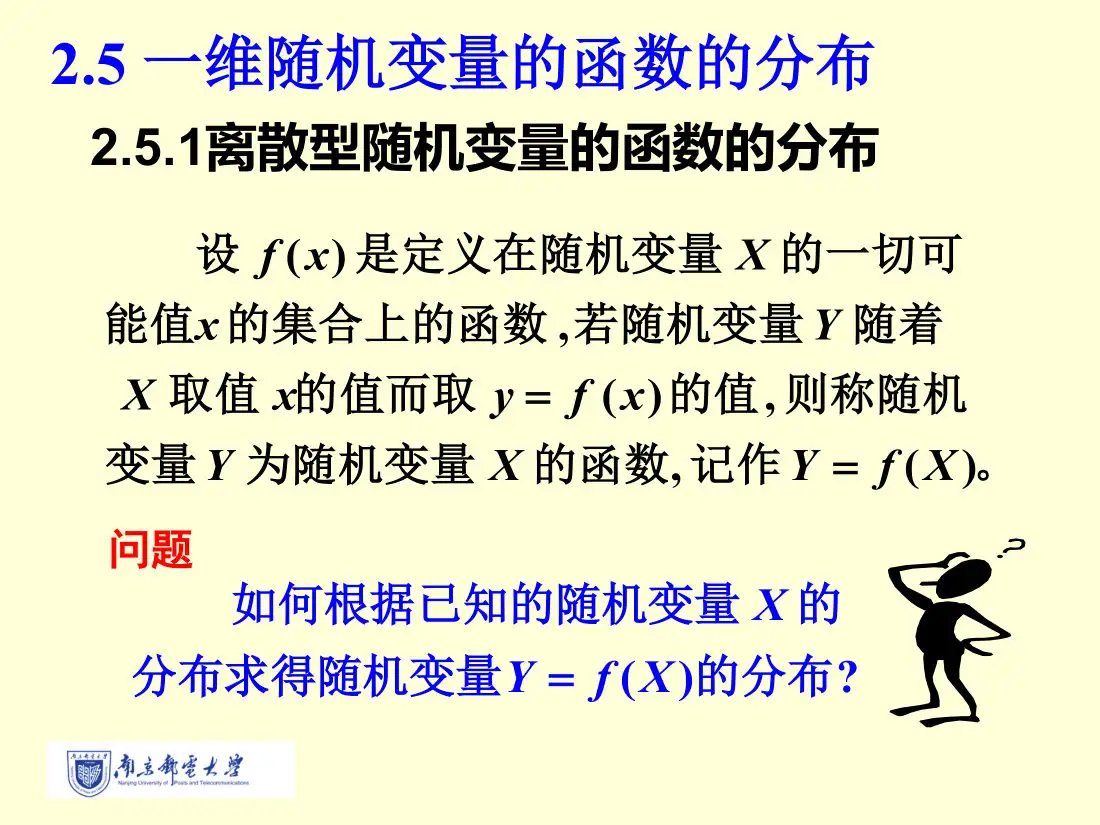 2.5 一维随机变量的函数的分布
2.5.1离散型随机变量的函数的分布
设 f(x) 是定义在随机变量 X 的一切可
能值x 的集合上的函数,若随机变量 Y 随着
X 取值 x的值而取 y = f (x) 的值, 则称随机
变量 Y 为随机变量 X 的函数, 记作 Y = f (X)。
问题
如何根据已知的随机变量 X 的
分布求得随机变量Y = f (X)的分布?
?
南京邮电大学
Nanjing University of Posts and Telecommunications